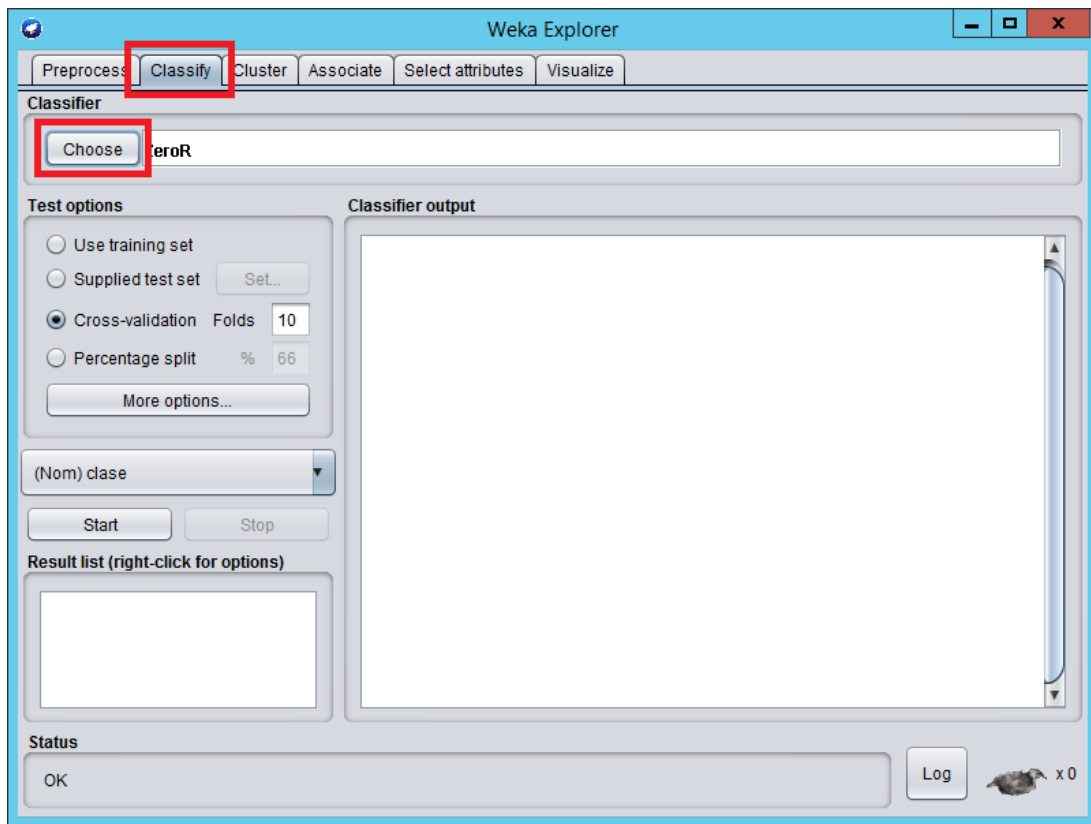 Weka Explorer
Preprocess Classify Cluster Associate Select attributes Visualize
Classifier
Choose ZeroR
Test options
Use training set
Supplied test set Set...
Cross-validation Folds 10
Percentage split % 66
More options...
(Nom) clase
Start Stop
Result list (right-click for options)
Classifier output
Status
OK
Log
x 0